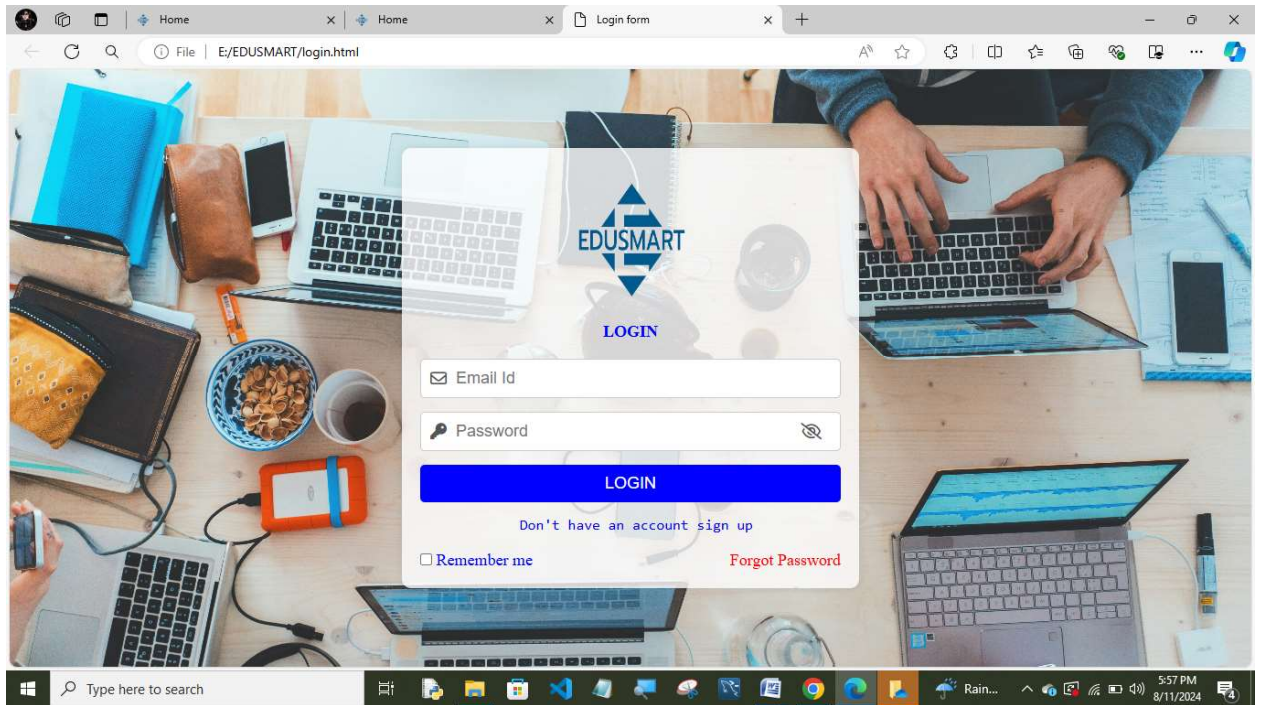 Home
Home
Login form
File
E:/EDUSMART/login.html
EDUSMART
LOGIN
Email Id
Password
LOGIN
Don't have an account sign up
Remember me
Forgot Password
Type here to search
Rain...
5:57 PM
8/11/2024
4